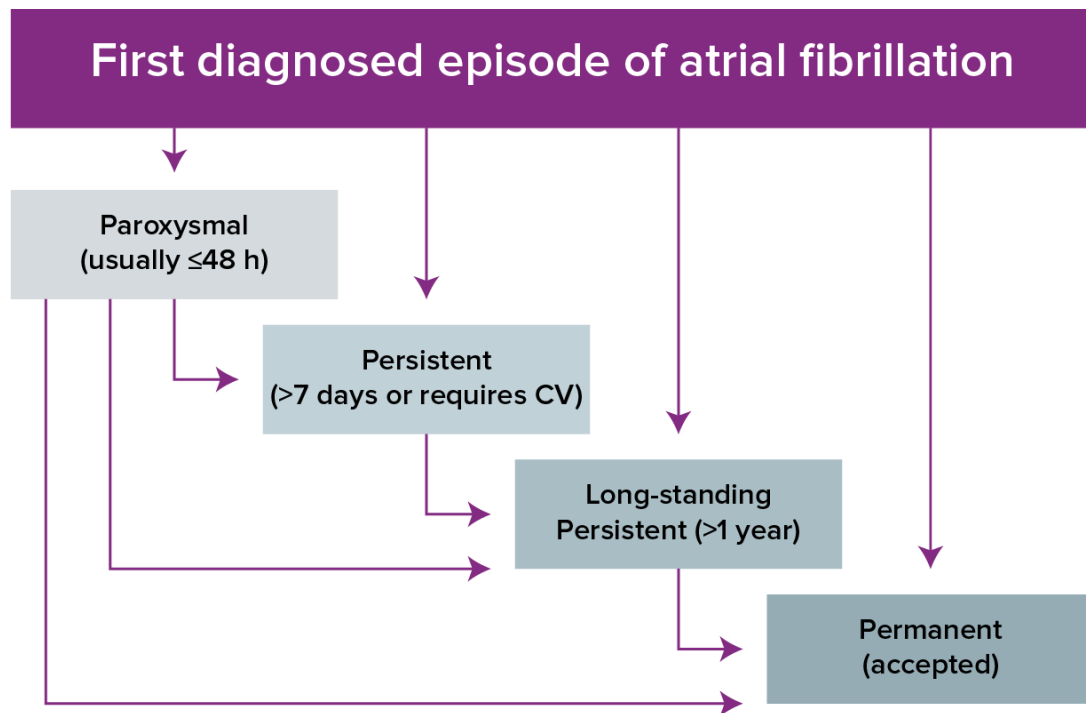 First diagnosed episode of atrial fibrillation
Paroxysmal
(usually ≤48 h)
Persistent
(>7 days or requires CV)
Long-standing
Persistent (>1 year)
Permanent
(accepted)